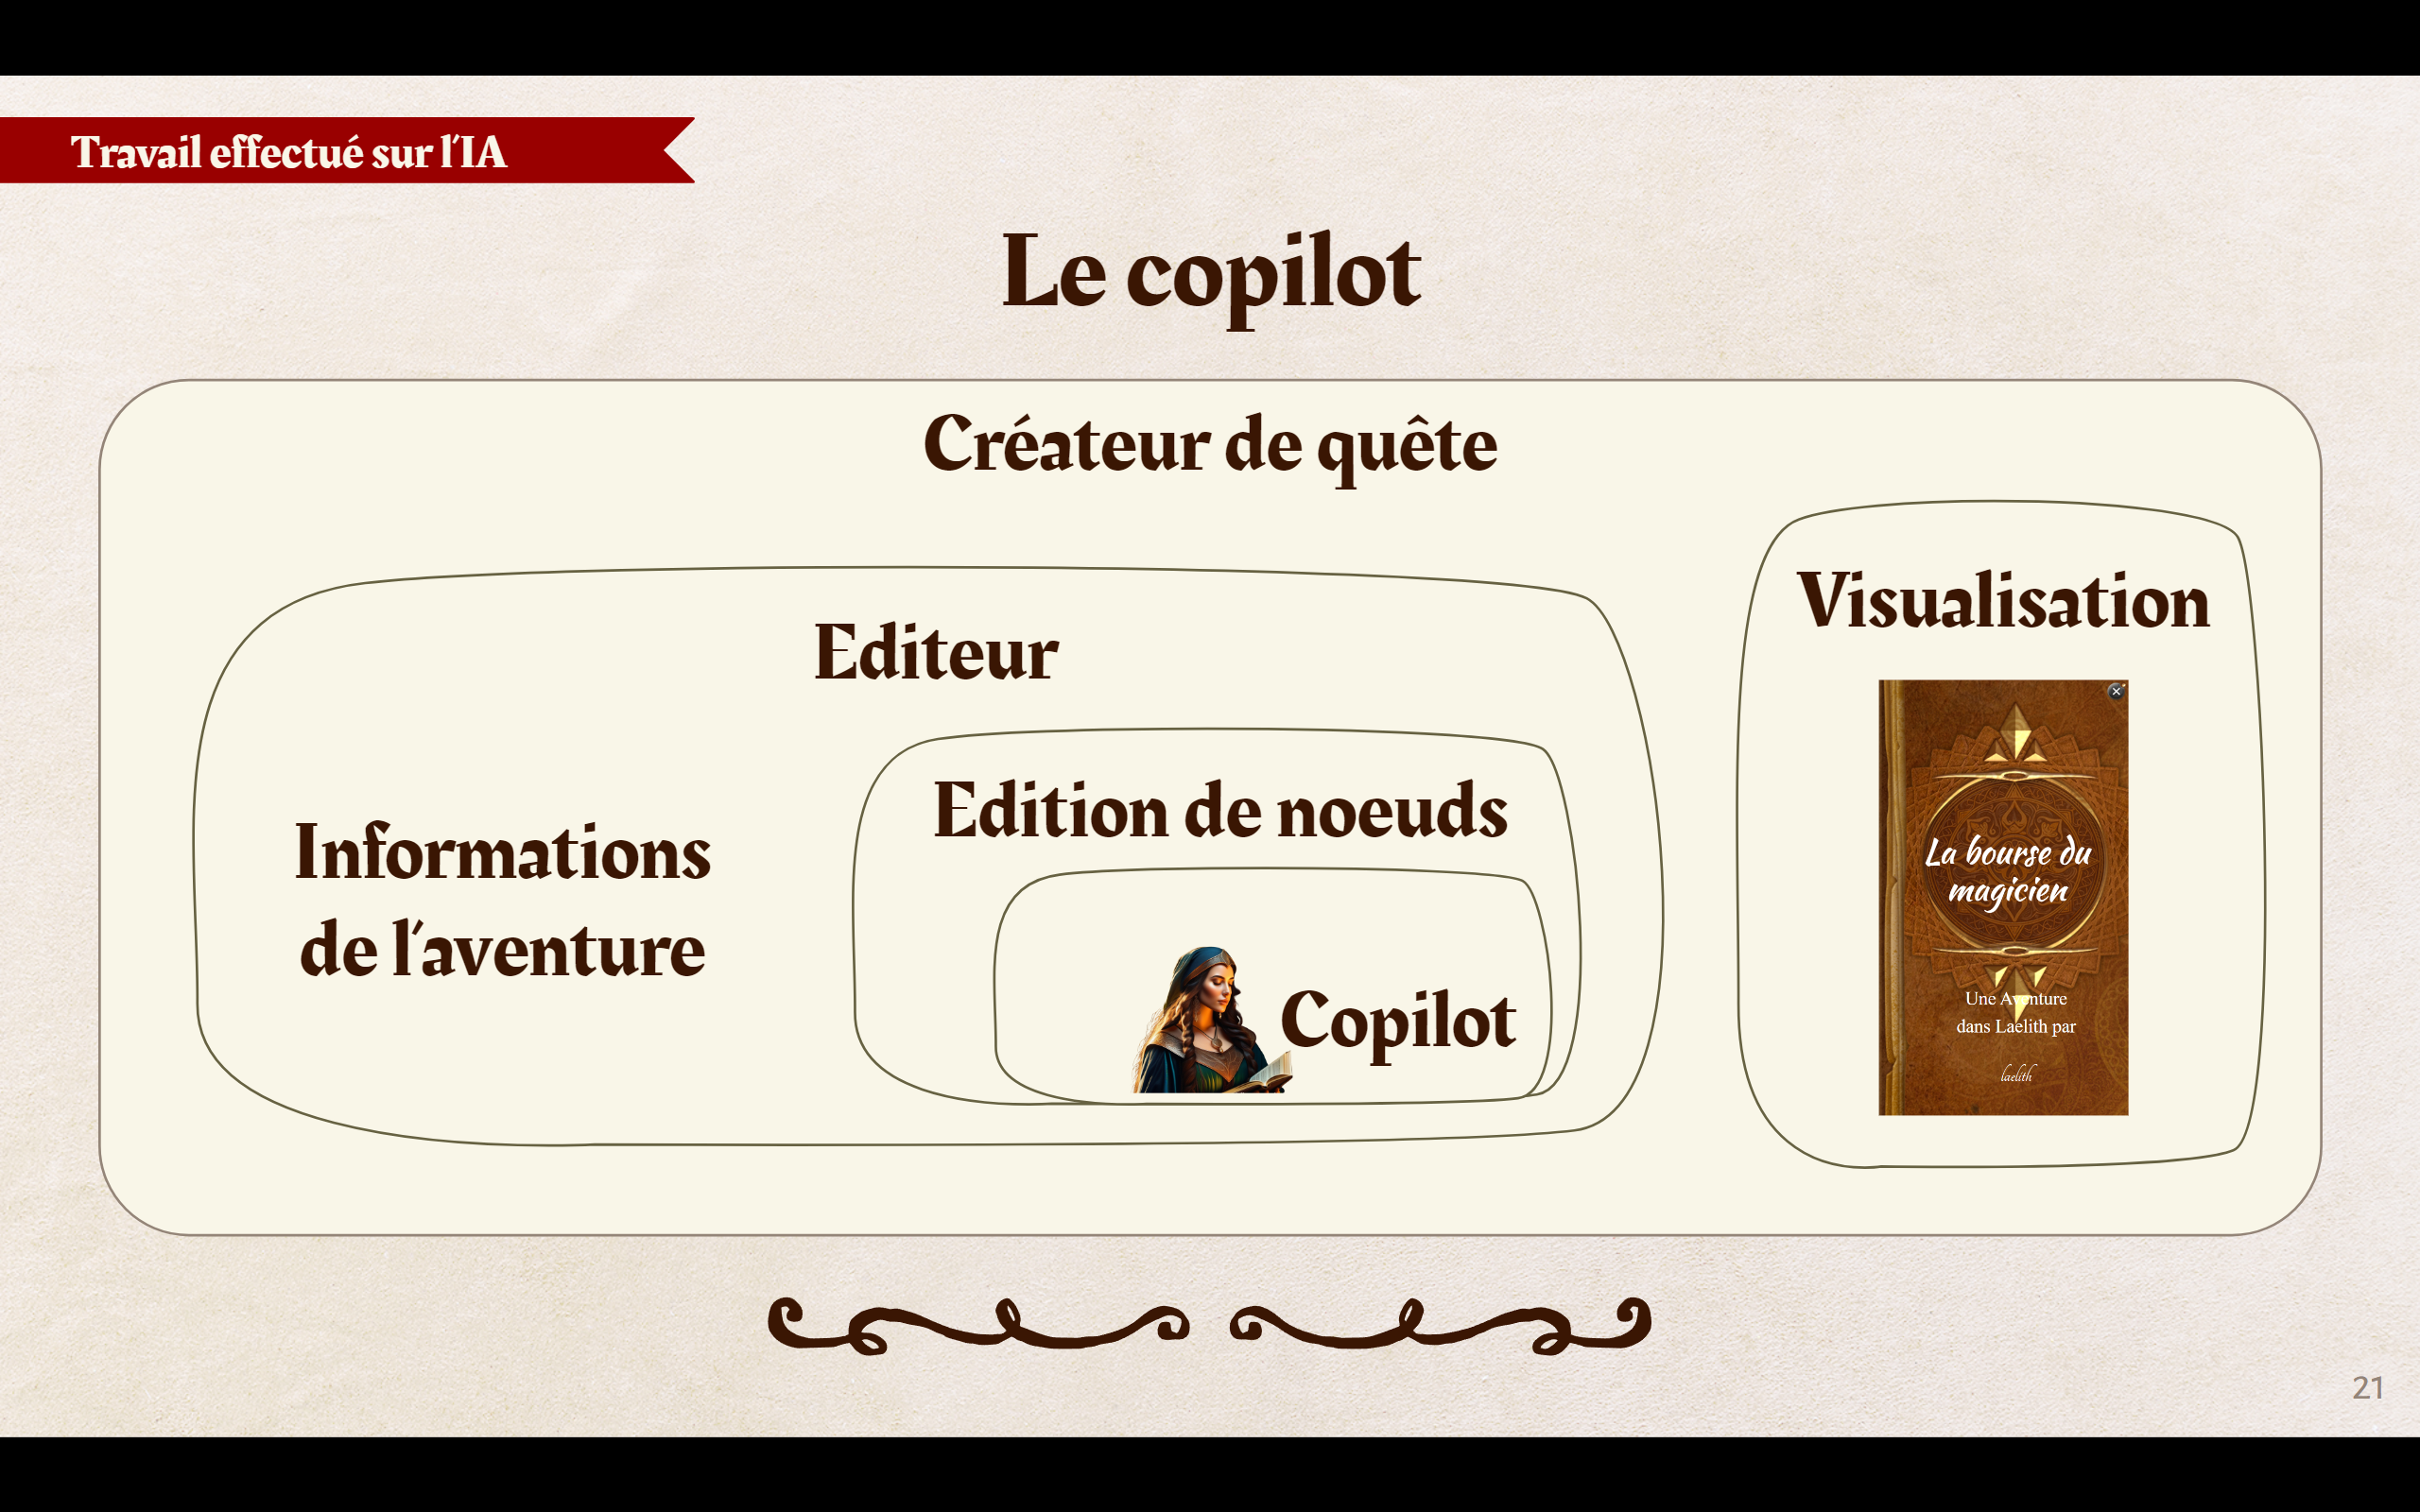 Travail effectué sur l'IA
Le copilot
Créateur de quête
Editeur
Informations
de l'aventure
Edition de noeuds
Copilot
Visualisation
La bourse du
magicien
Une Aventure
dans Laelith par
laelith
21